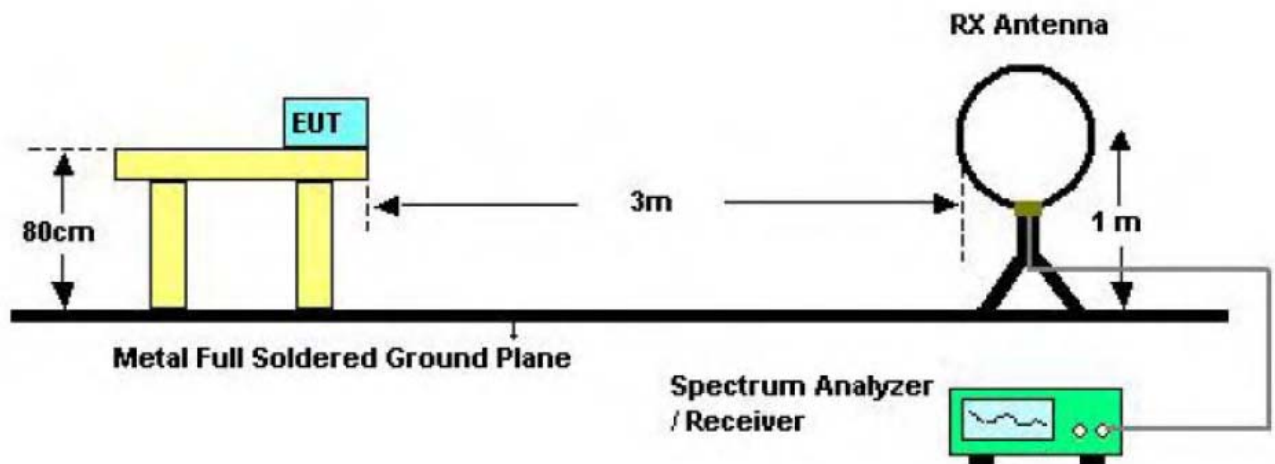 RX Antenna
EUT
80cm
3m
1 m
Metal Full Soldered Ground Plane
Spectrum Analyzer
/ Receiver